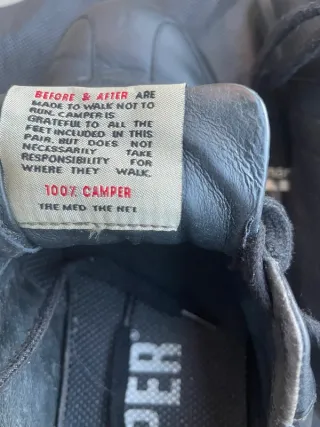 BEFORE & AFTER ARE
MADE TO WALK NOT TO
RUN. CAMPER IS
GRATEFUL TO ALL THE
FEET INCLUDED IN THIS
PAIR. BUT DOES NOT
NECESSARILY TAKE
RESPONSIBILITY FOR
WHERE THEY WALK.
100% CAMPER
THE MED THE NET
PER